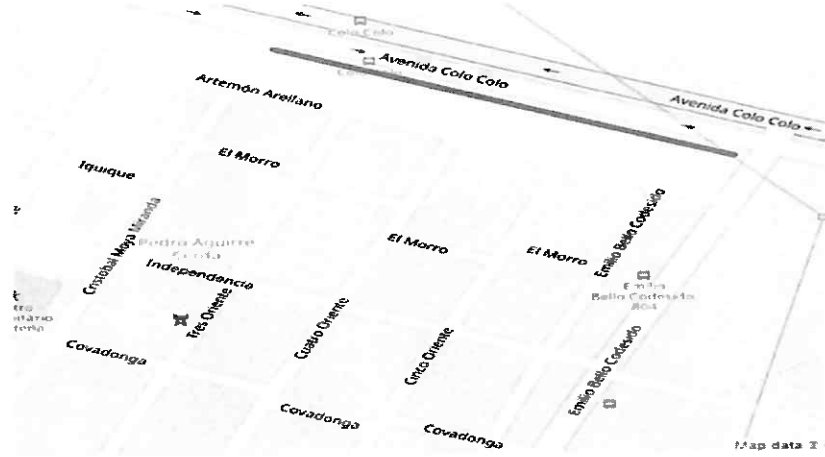 Colo Colo
Avenida Colo Colo
Avenida Colo Colo
Artemón Arellano
El Morro
Iquique
Cristobal Moya Miranda
Pedro Aguirre
Cerda
El Morro
El Morro
Emilio Bello Codesido
Independencia
Emilio
Bello Codesido
804
Tres Oriente
Cuatro Oriente
Cinco Oriente
Emilio Bello Codesido
Covadonga
Covadonga
Covadonga
Map data